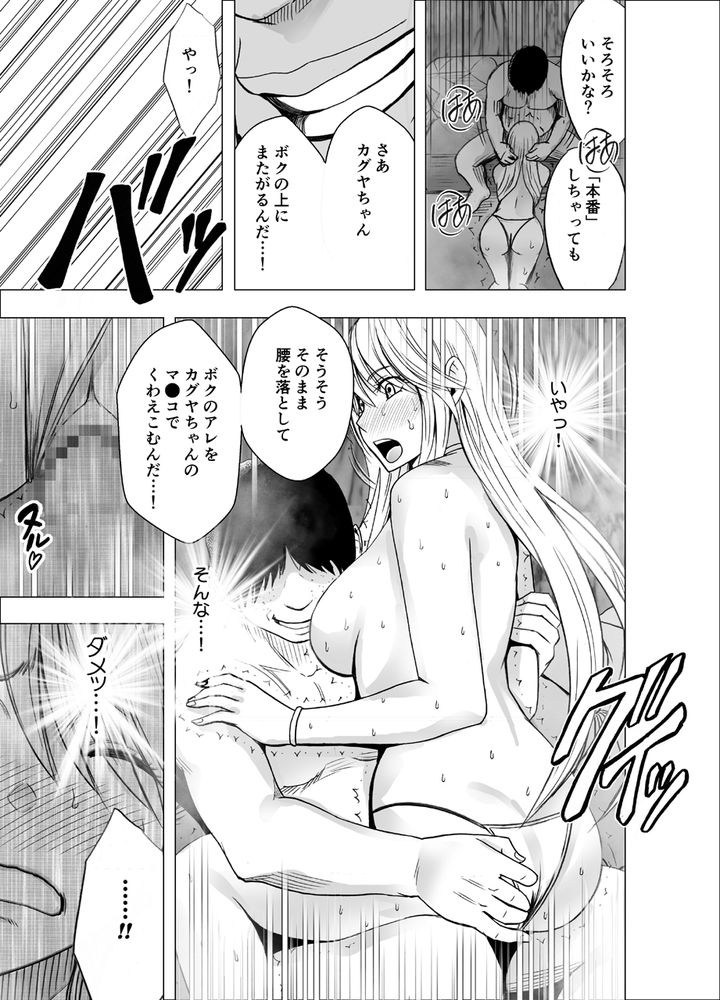 そろそろ
いいかな？
「本番」
しちゃっても
はあ
はあ
はあ
さあ
カグヤちゃん
ボクの上に
またがるんだ…！
やっ！
バッ
いやっ！
そうそう
そのまま
腰を落として
ボクのアレを
カグヤちゃんの
マ●コで
くわえこむんだ…！
グイッ
そんな…！
ヌル♡
ダメッ…！
……!!